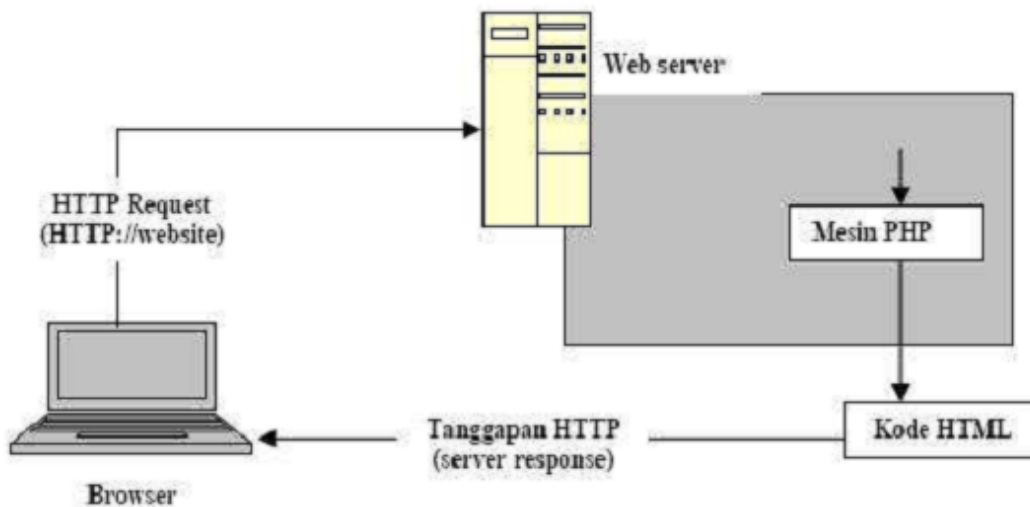 Web server
HTTP Request
(HTTP://website)
Mesin PHP
Kode HTML
Tanggapan HTTP
(server response)
Browser